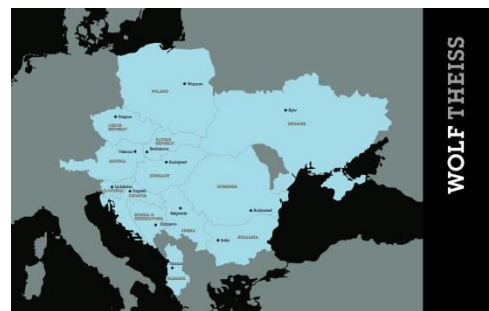 Warsaw
POLAND
Kyiv
UKRAINE
Prague
CZECH
REPUBLIC
SLOVAK
REPUBLIC
Vienna
Bratislava
AUSTRIA
Budapest
HUNGARY
Ljubljana
SLOVENIA
Zagreb
CROATIA
ROMANIA
Belgrade
Bucharest
BOSNIA &
HERZEGOVINA
Sarajevo
SERBIA
Sofia
BULGARIA
Tirana
ALBANIA
WOLF THEISS